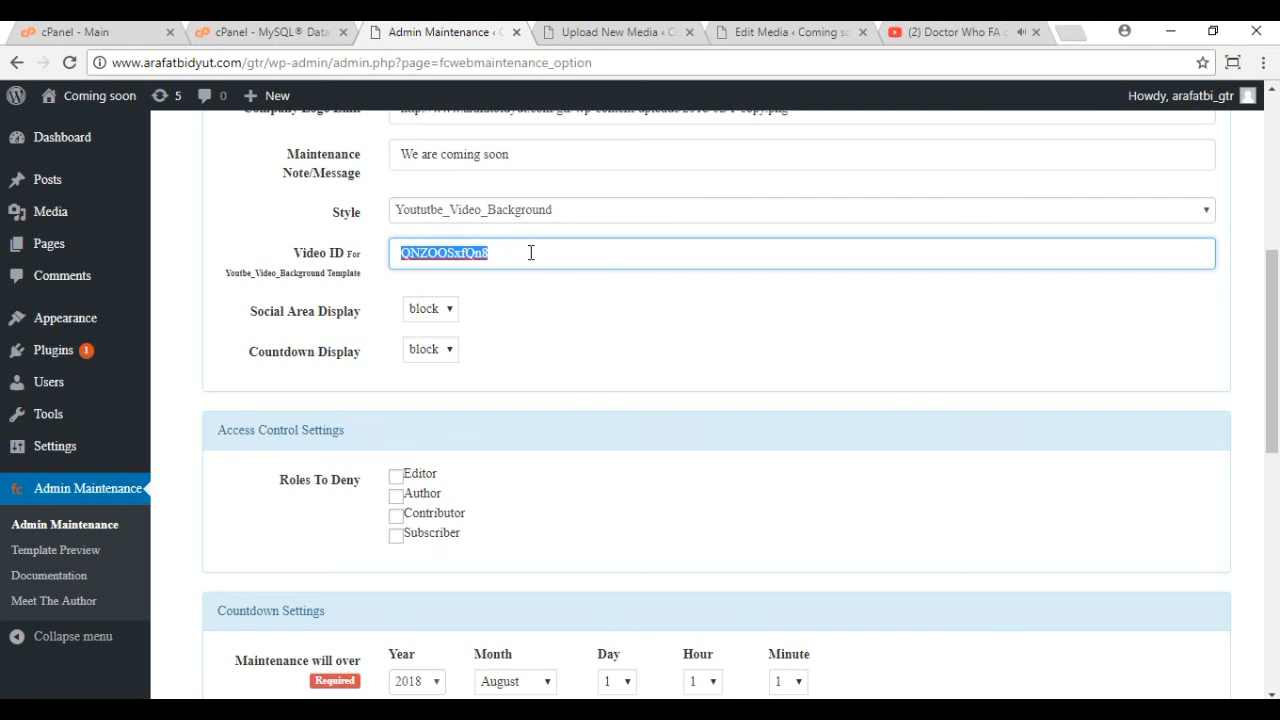 cPanel - Main
cPanel - MySQL® Data
Admin Maintenance ‹ C
Upload New Media ‹ C
Edit Media ‹ Coming so
(2) Doctor Who FA
www.arafatbidyut.com/gtr/wp-admin/admin.php?page=fcwebmaintenance_option
Coming soon
5
0
New
Howdy, arafatbi_gtr
Dashboard
Posts
Media
Pages
Comments
Appearance
Plugins 1
Users
Tools
Settings
fc Admin Maintenance
Admin Maintenance
Template Preview
Documentation
Meet The Author
Collapse menu
Maintenance
Note/Message
We are coming soon
Style
Yoututbe_Video_Background
Video ID For
Youtbe_Video_Background Template
QNZOOSxfQn8
Social Area Display
block
Countdown Display
block
Access Control Settings
Roles To Deny
Editor
Author
Contributor
Subscriber
Countdown Settings
Maintenance will over
Required
Year
Month
Day
Hour
Minute
2018
August
1
1
1